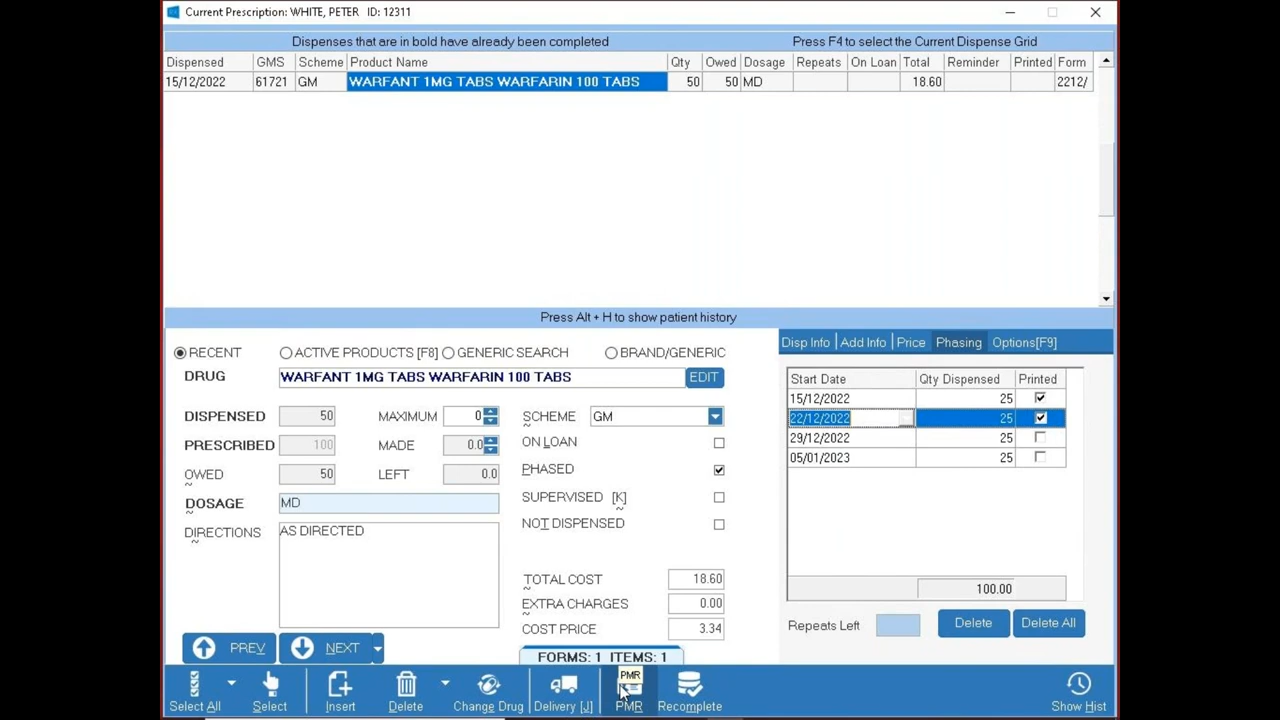 Current Prescription: WHITE, PETER ID: 12311
Dispenses that are in bold have already been completed Press F4 to select the Current Dispense Grid
Dispensed GMS Scheme Product Name Qty Owed Dosage Repeats On Loan Total Reminder Printed Form
15/12/2022 61721 GM WARFANT 1MG TABS WARFARIN 100 TABS 50 50 MD 18.60 2212/
Press Alt + H to show patient history
RECENT ACTIVE PRODUCTS [F8] GENERIC SEARCH BRAND/GENERIC
DRUG WARFANT 1MG TABS WARFARIN 100 TABS EDIT
DISPENSED 50 MAXIMUM 0 SCHEME GM
PRESCRIBED 100 MADE 0.0 ON LOAN
OWED 50 LEFT 0.0 PHASED
DOSAGE MD SUPERVISED [K]
DIRECTIONS AS DIRECTED NOT DISPENSED
TOTAL COST 18.60
EXTRA CHARGES 0.00
COST PRICE 3.34
PREV NEXT FORMS: 1 ITEMS: 1
Disp Info Add Info Price Phasing Options[F9]
Start Date Qty Dispensed Printed
15/12/2022 25
22/12/2022 25
29/12/2022 25
05/01/2023 25
100.00
Repeats Left Delete Delete All
PMR
Select All Select Insert Delete Change Drug Delivery [J] PMR Recomplete Show Hist